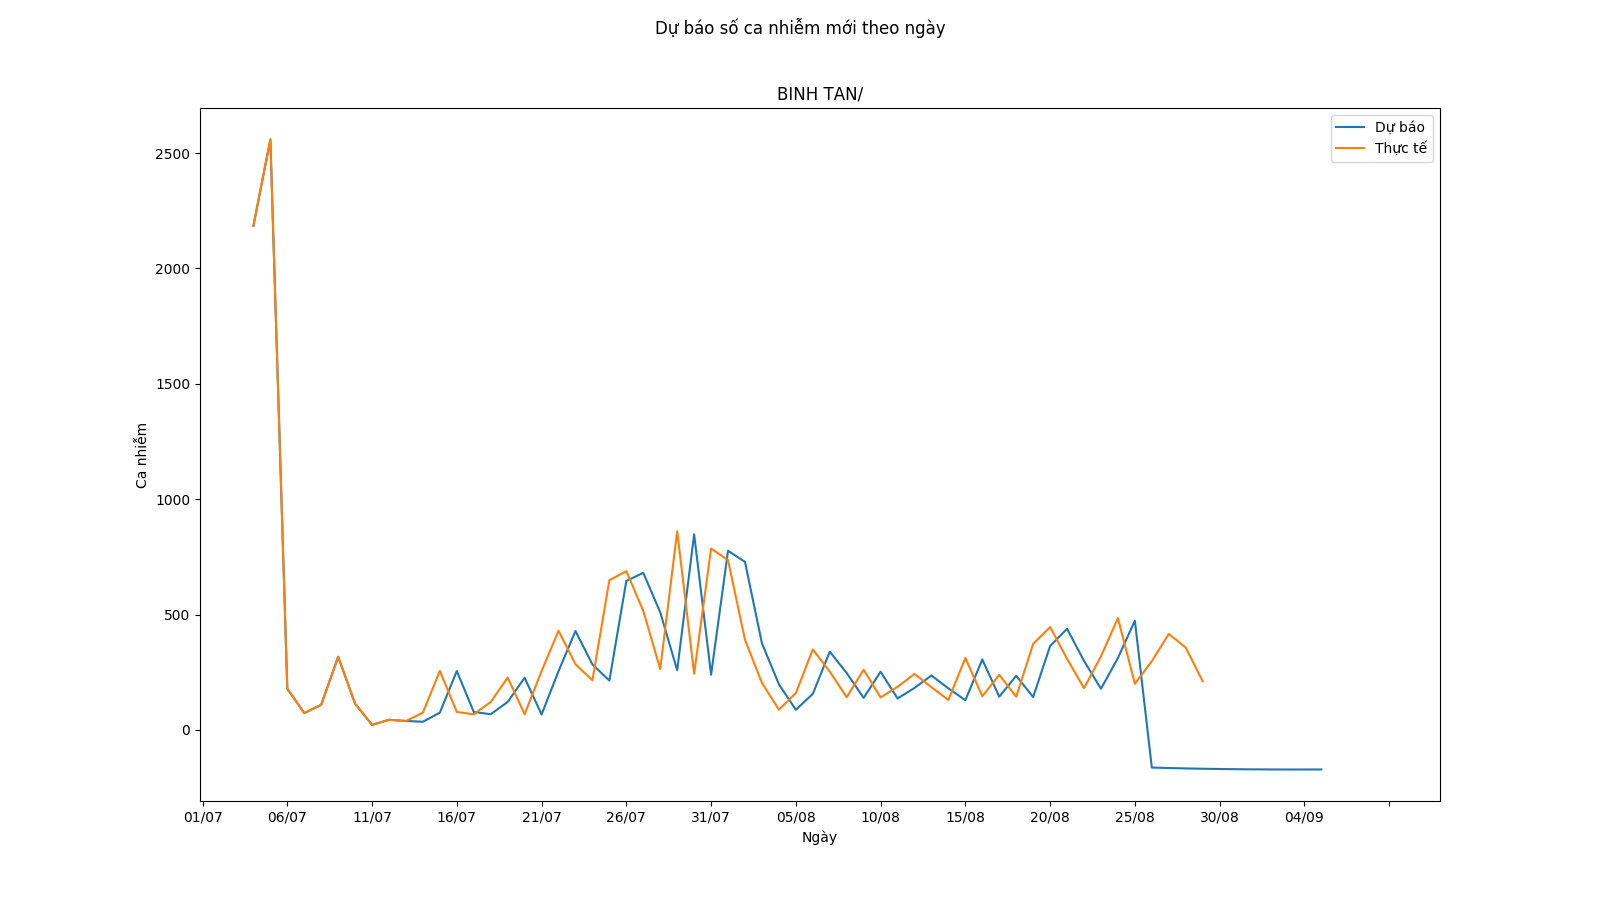 Dự báo số ca nhiễm mới theo ngày
BINH TAN/
Dự báo
Thực tế
2500
2000
1500
1000
500
0
Ca nhiễm
01/07 06/07 11/07 16/07 21/07 26/07 31/07 05/08 10/08 15/08 20/08 25/08 30/08 04/09
Ngày